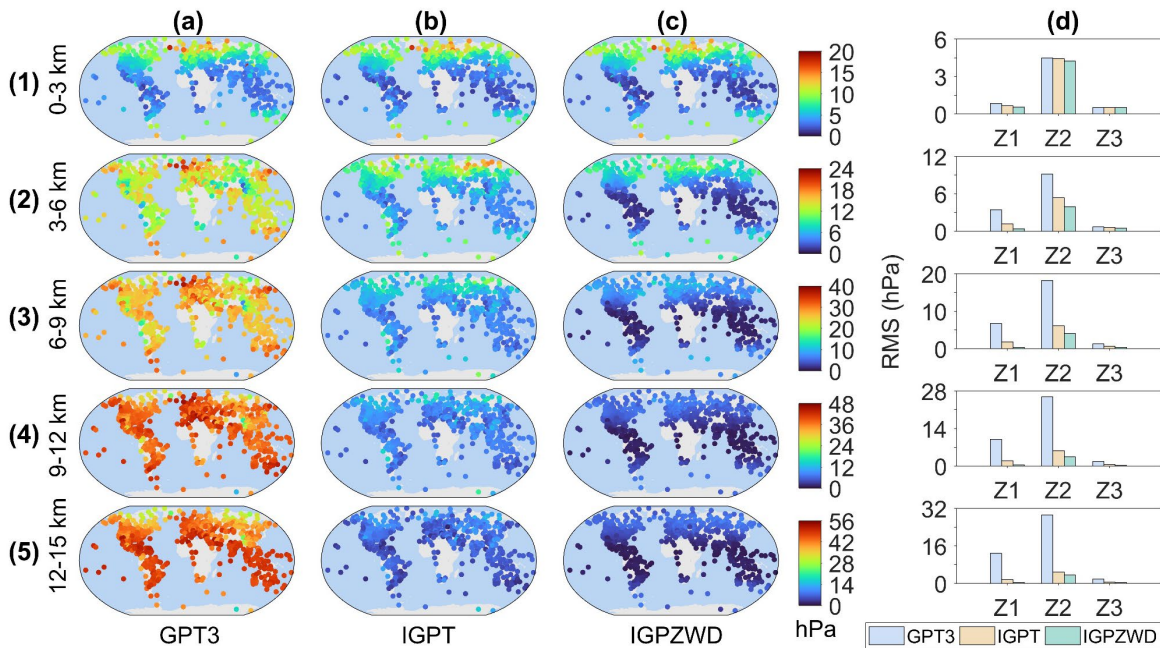 (a) (b) (c) (d)
(1) 0-3 km
20
15
10
5
0
6
3
0
Z1 Z2 Z3
(2) 3-6 km
24
18
12
6
0
12
6
0
Z1 Z2 Z3
(3) 6-9 km
40
30
20
10
0
20
10
0
Z1 Z2 Z3
(4) 9-12 km
48
36
24
12
0
28
14
0
Z1 Z2 Z3
(5) 12-15 km
56
42
28
14
0
32
16
0
Z1 Z2 Z3
RMS (hPa)
GPT3 IGPT IGPZWD hPa
GPT3 IGPT IGPZWD